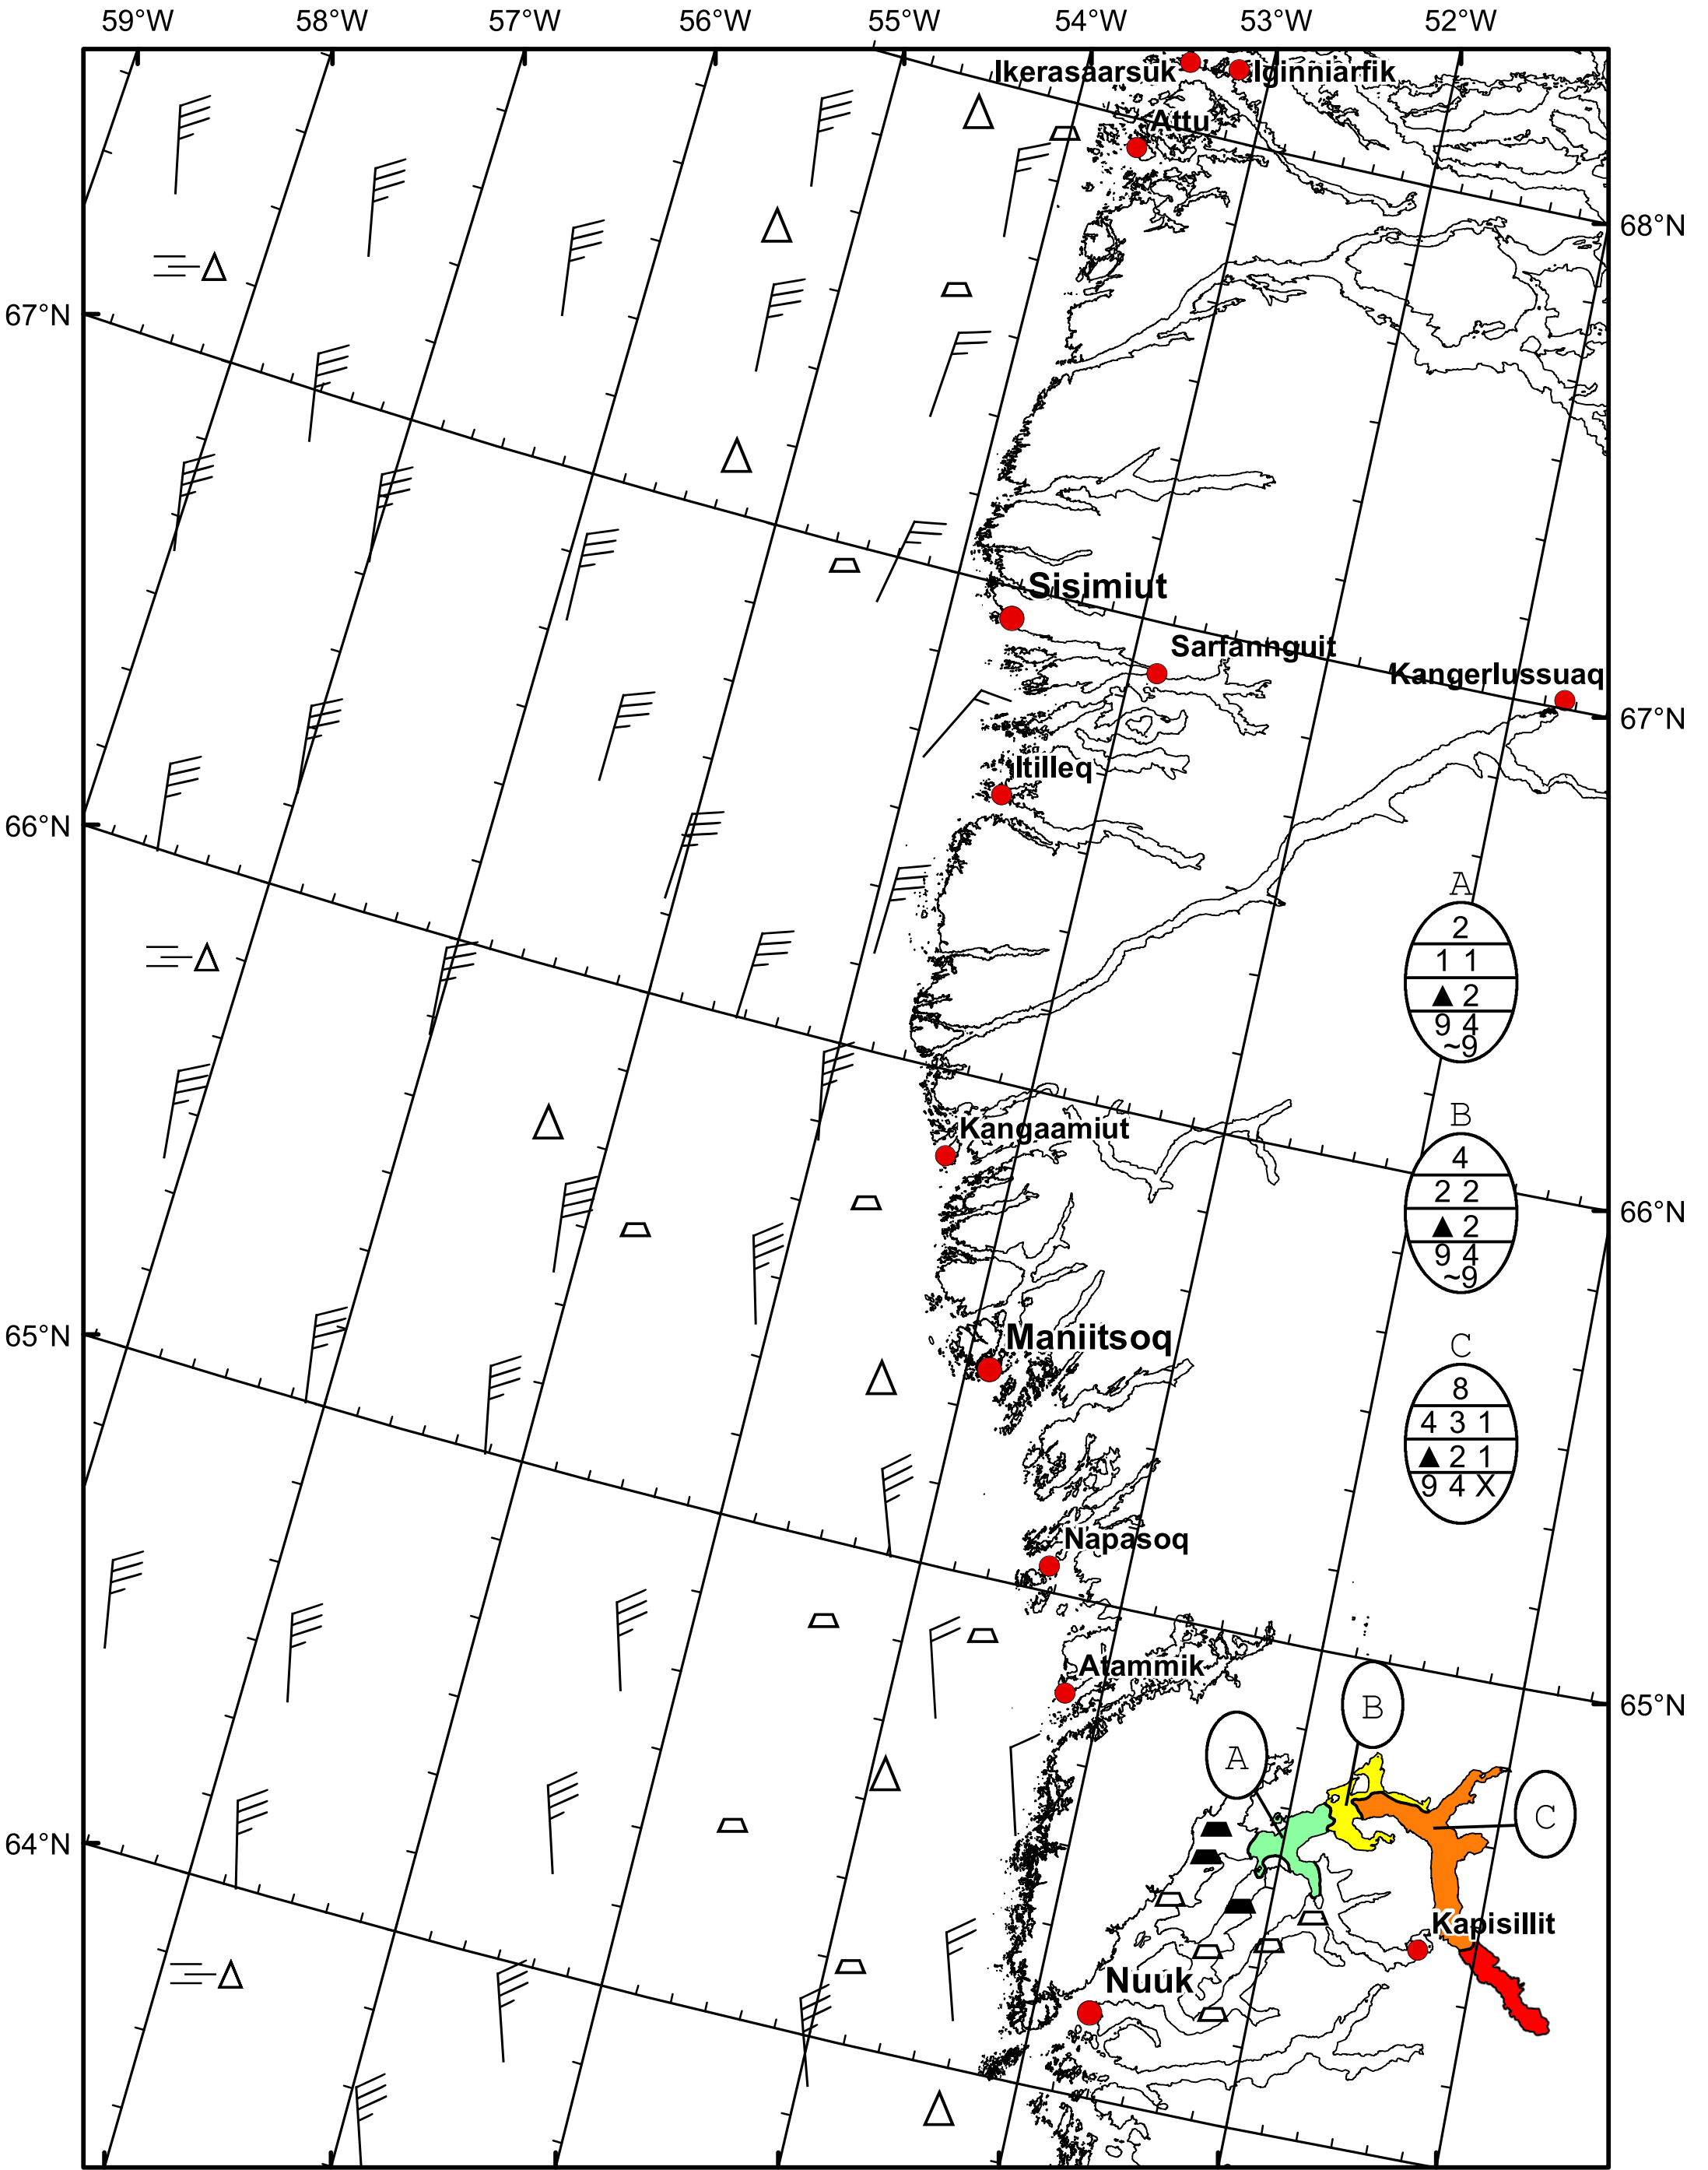 59°W 58°W 57°W 56°W 55°W 54°W 53°W 52°W
Ikerasaarsuk Iginniarfik
Attu
68°N
67°N
Sisimiut
Sarfannguit
Kangerlussuaq
67°N
Itilleq
66°N
A
2
1 1
▲ 2
9 4
~9
Kangaamiut
B
4
2 2
▲ 2
9 4
~9
66°N
65°N
Maniitsoq
C
8
4 3 1
▲ 2 1
9 4 X
Napasoq
Atammik
65°N
B
A
C
64°N
Kapisillit
Nuuk